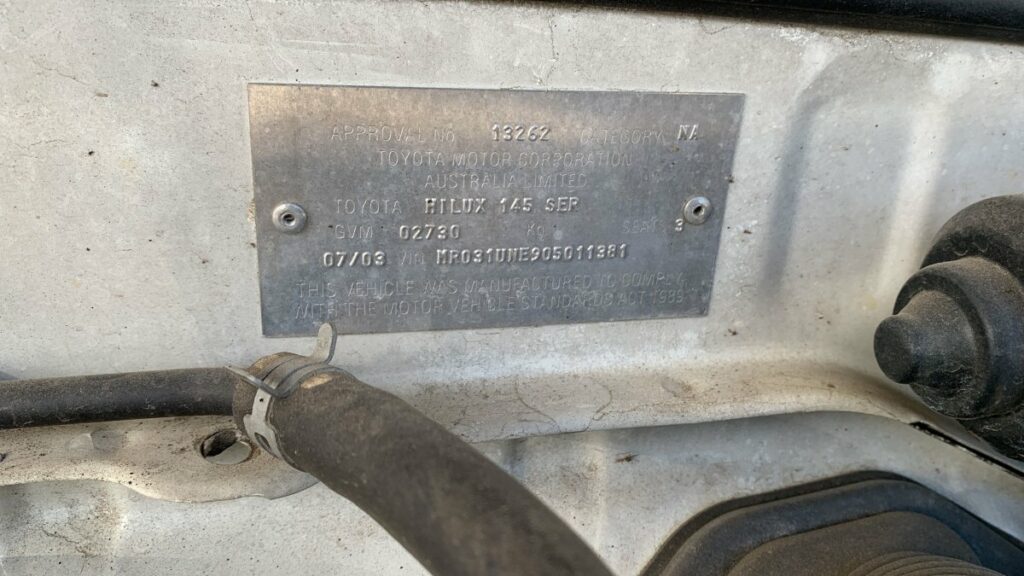 APPROVAL No. 13262 CATEGORY NA
TOYOTA MOTOR CORPORATION
AUSTRALIA LIMITED
TOYOTA HILUX 145 SER
GVM 02730 KG SEAT 3
07/03 VIN MR031UNE905011381
THIS VEHICLE WAS MANUFACTURED TO COMPLY
WITH THE MOTOR VEHICLE STANDARDS ACT 1989